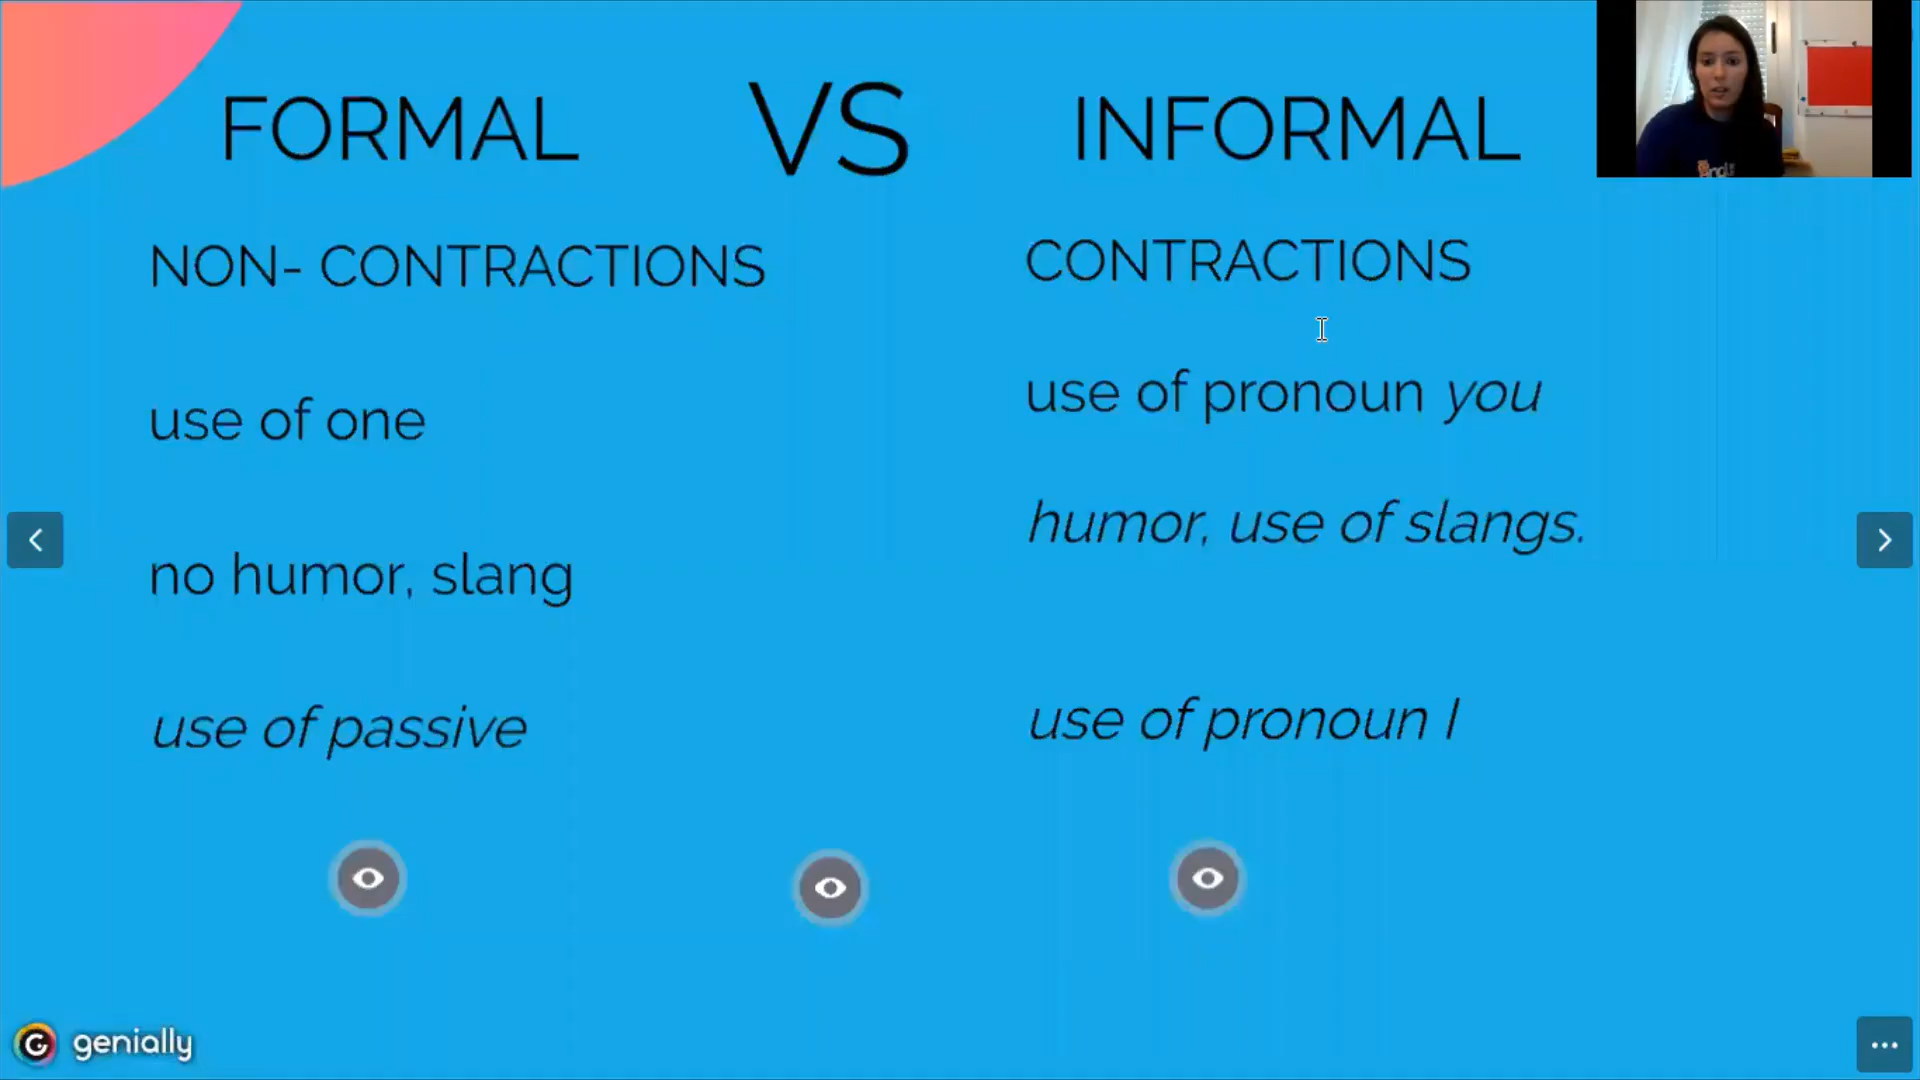 FORMAL VS INFORMAL
NON- CONTRACTIONS
use of one
no humor, slang
use of passive
CONTRACTIONS
use of pronoun you
humor, use of slangs.
use of pronoun I
genially